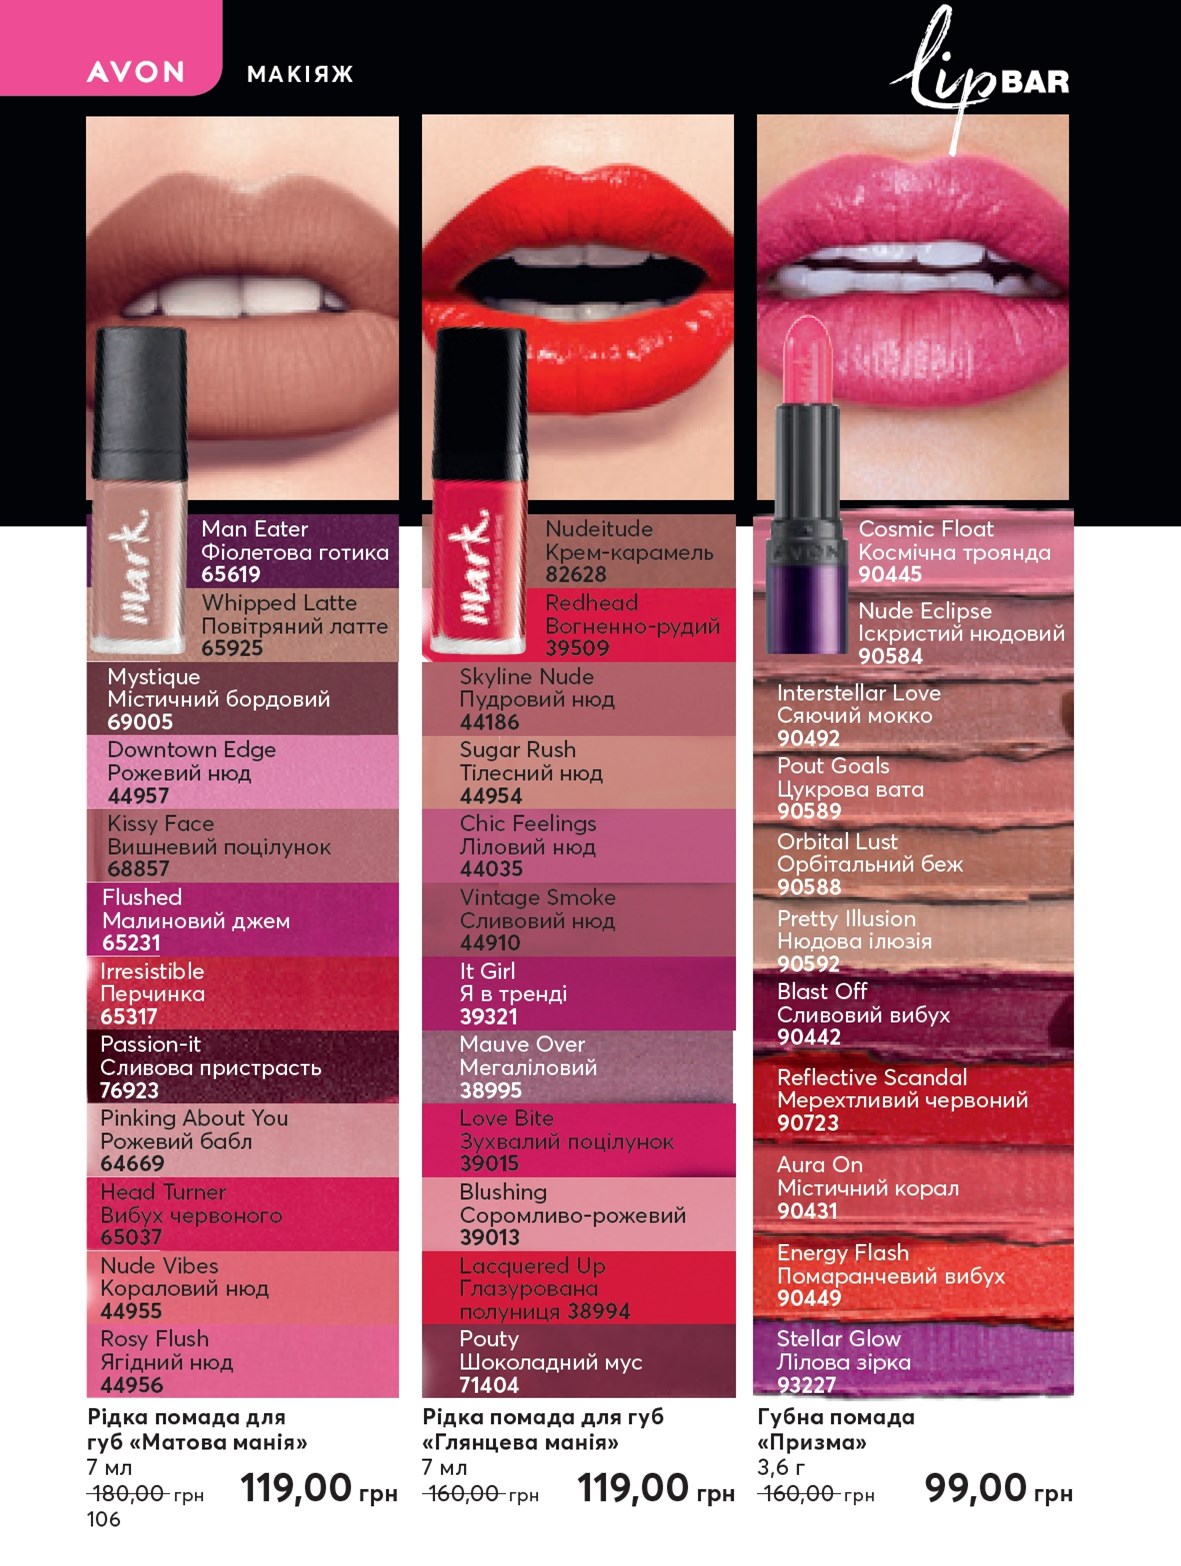 AVON
МАКІЯЖ
Lip BAR
mark.
Man Eater
Фіолетова готика
65619
Whipped Latte
Повітряний латте
65925
Mystique
Містичний бордовий
69005
Downtown Edge
Рожевий нюд
44957
Kissy Face
Вишневий поцілунок
68857
Flushed
Малиновий джем
65231
Irresistible
Перчинка
65317
Passion-it
Сливова пристрасть
76923
Pinking About You
Рожевий бабл
64669
Head Turner
Вибух червоного
65037
Nude Vibes
Кораловий нюд
44955
Rosy Flush
Ягідний нюд
44956
Рідка помада для
губ «Матова манія»
7 мл
180,00 грн
119,00 грн
mark.
Nudeitude
Крем-карамель
82628
Redhead
Вогненно-рудий
39509
Skyline Nude
Пудровий нюд
44186
Sugar Rush
Тілесний нюд
44954
Chic Feelings
Ліловий нюд
44035
Vintage Smoke
Сливовий нюд
44910
It Girl
Я в тренді
39321
Mauve Over
Мегаліловий
38995
Love Bite
Зухвалий поцілунок
39015
Blushing
Соромливо-рожевий
39013
Lacquered Up
Глазурована
полуниця 38994
Pouty
Шоколадний мус
71404
Рідка помада для губ
«Глянцева манія»
7 мл
160,00 грн
119,00 грн
AVON
Cosmic Float
Космічна троянда
90445
Nude Eclipse
Іскристий нюдовий
90584
Interstellar Love
Сяючий мокко
90492
Pout Goals
Цукрова вата
90589
Orbital Lust
Орбітальний беж
90588
Pretty Illusion
Нюдова ілюзія
90592
Blast Off
Сливовий вибух
90442
Reflective Scandal
Мерехтливий червоний
90723
Aura On
Містичний корал
90431
Energy Flash
Помаранчевий вибух
90449
Stellar Glow
Лілова зірка
93227
Губна помада
«Призма»
3,6 г
160,00 грн
99,00 грн
106